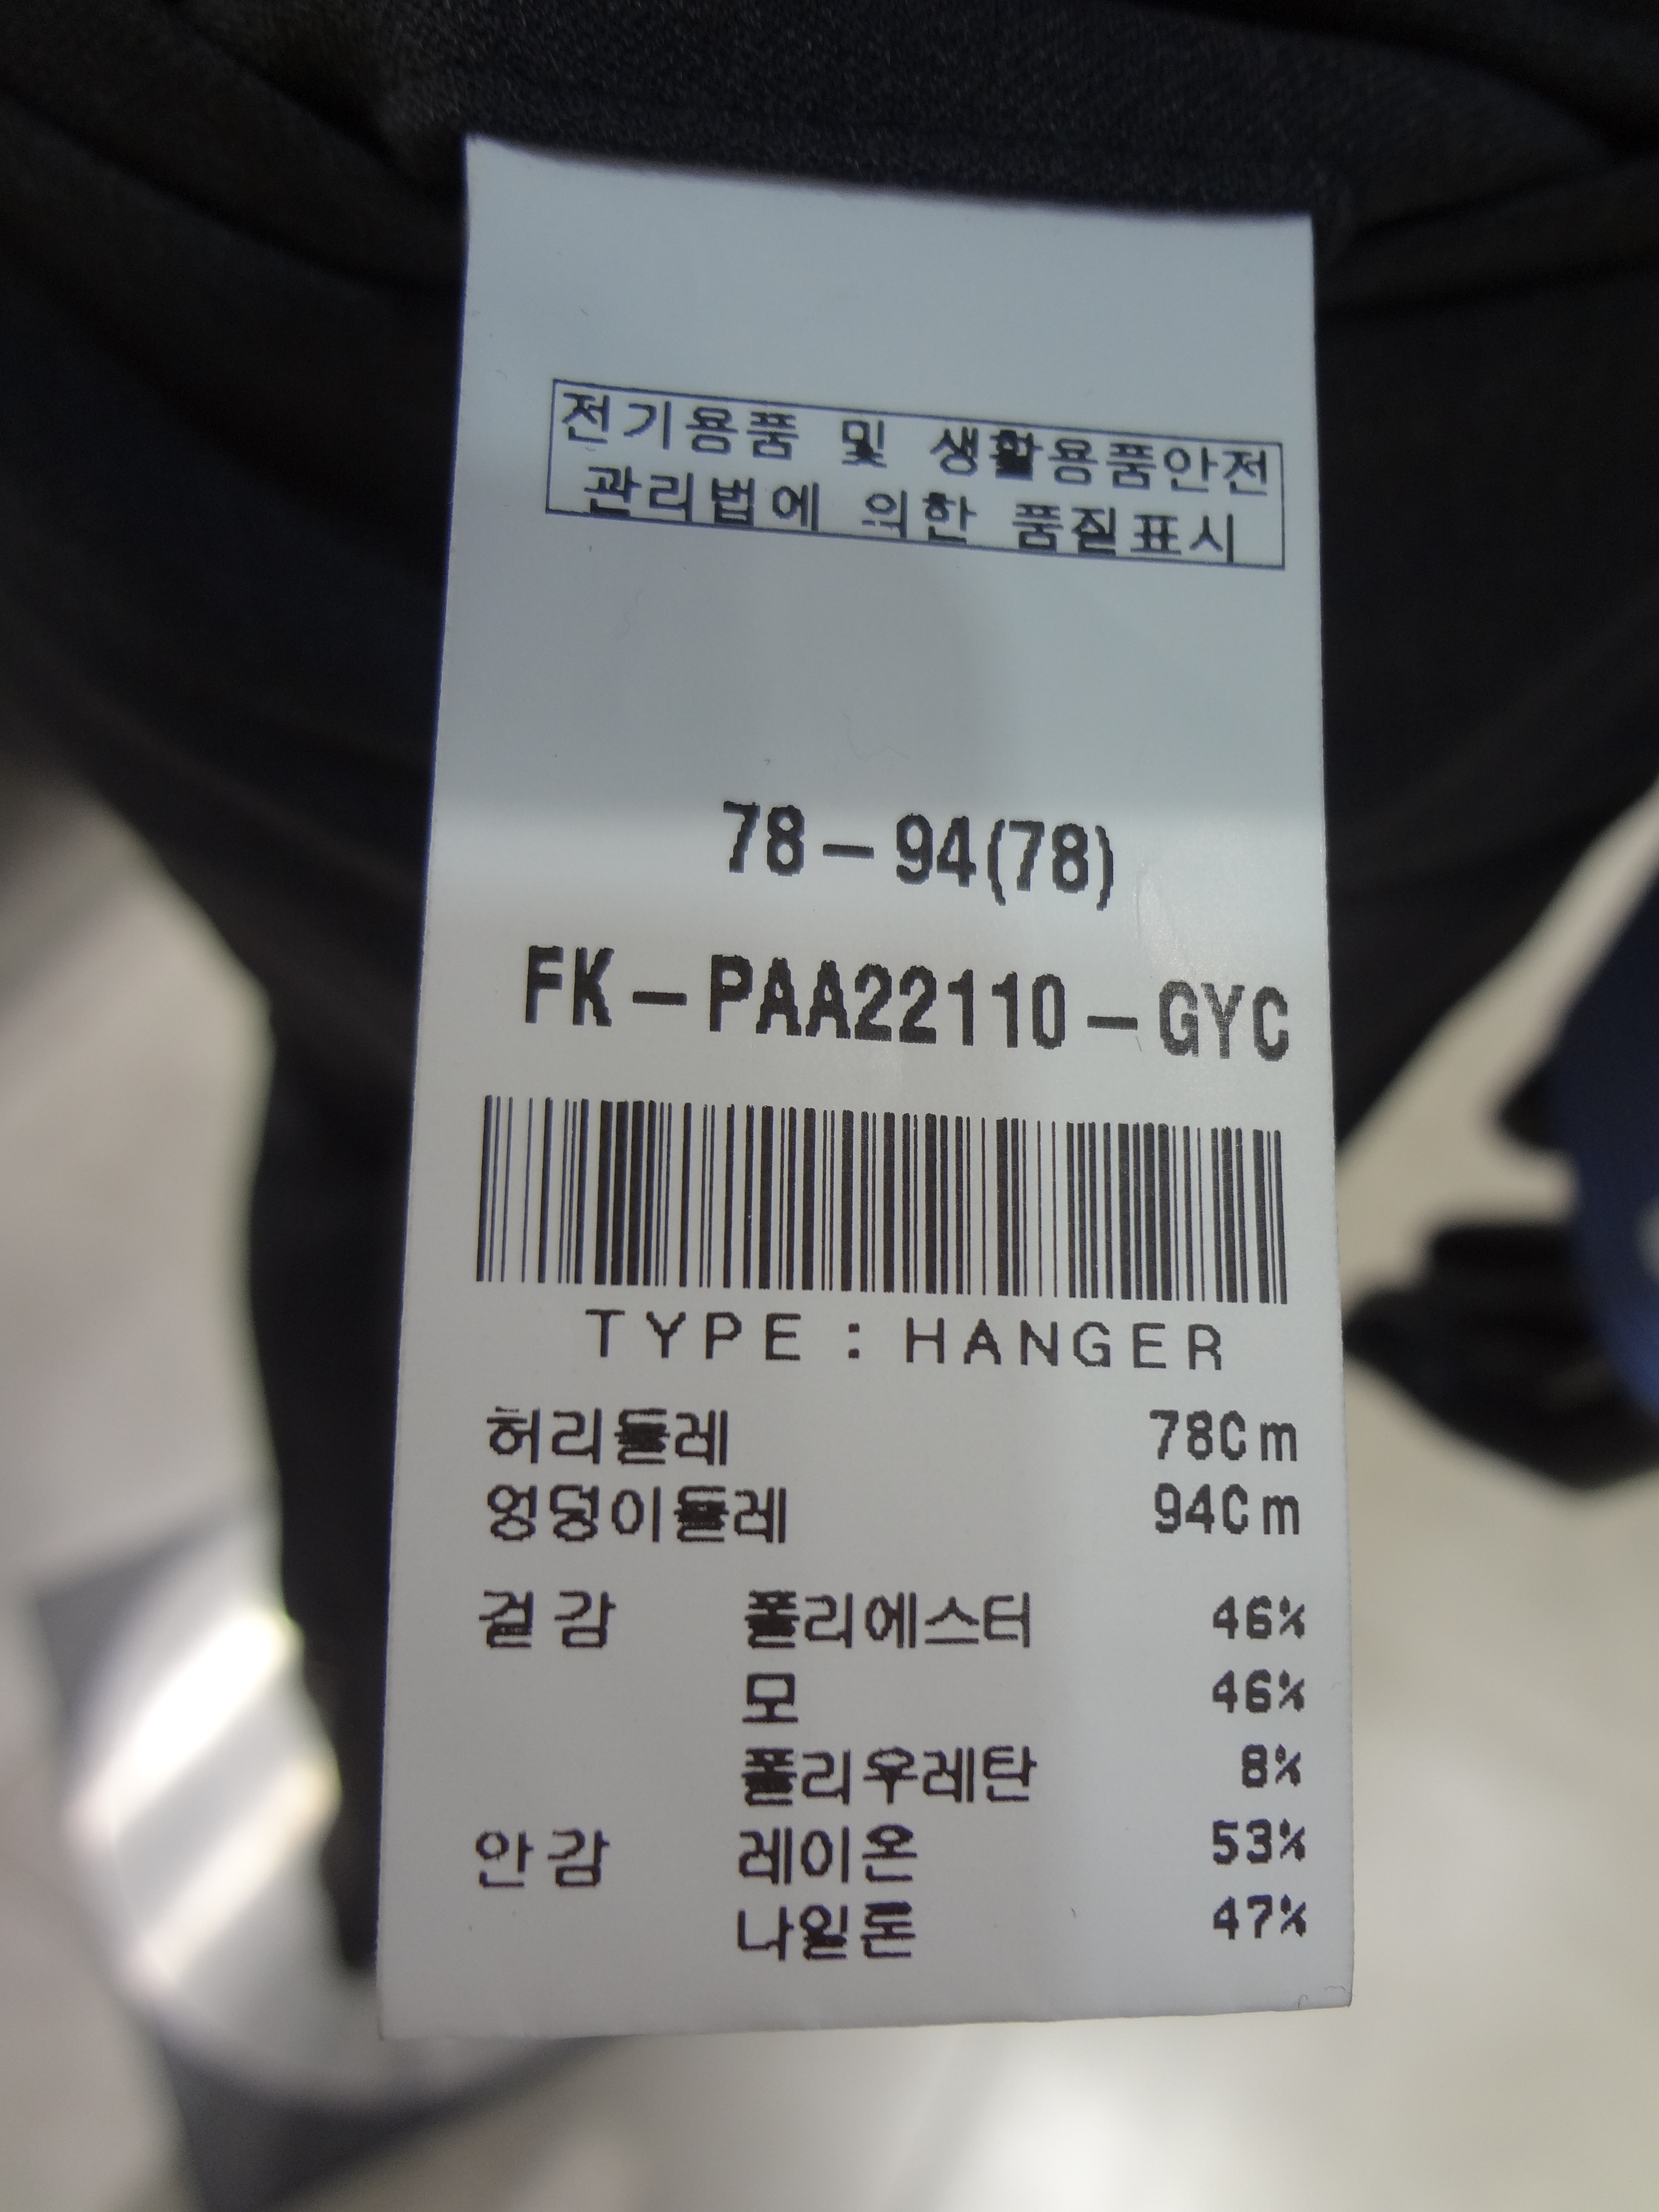 전기용품 및 생활용품안전
관리법에 의한 품질표시
78-94(78)
FK-PAA22110-GYC
TYPE : HANGER
허리둘레 78Cm
엉덩이둘레 94Cm
겉감 폴리에스터 46%
모 46%
폴리우레탄 8%
안감 레이온 53%
나일론 47%